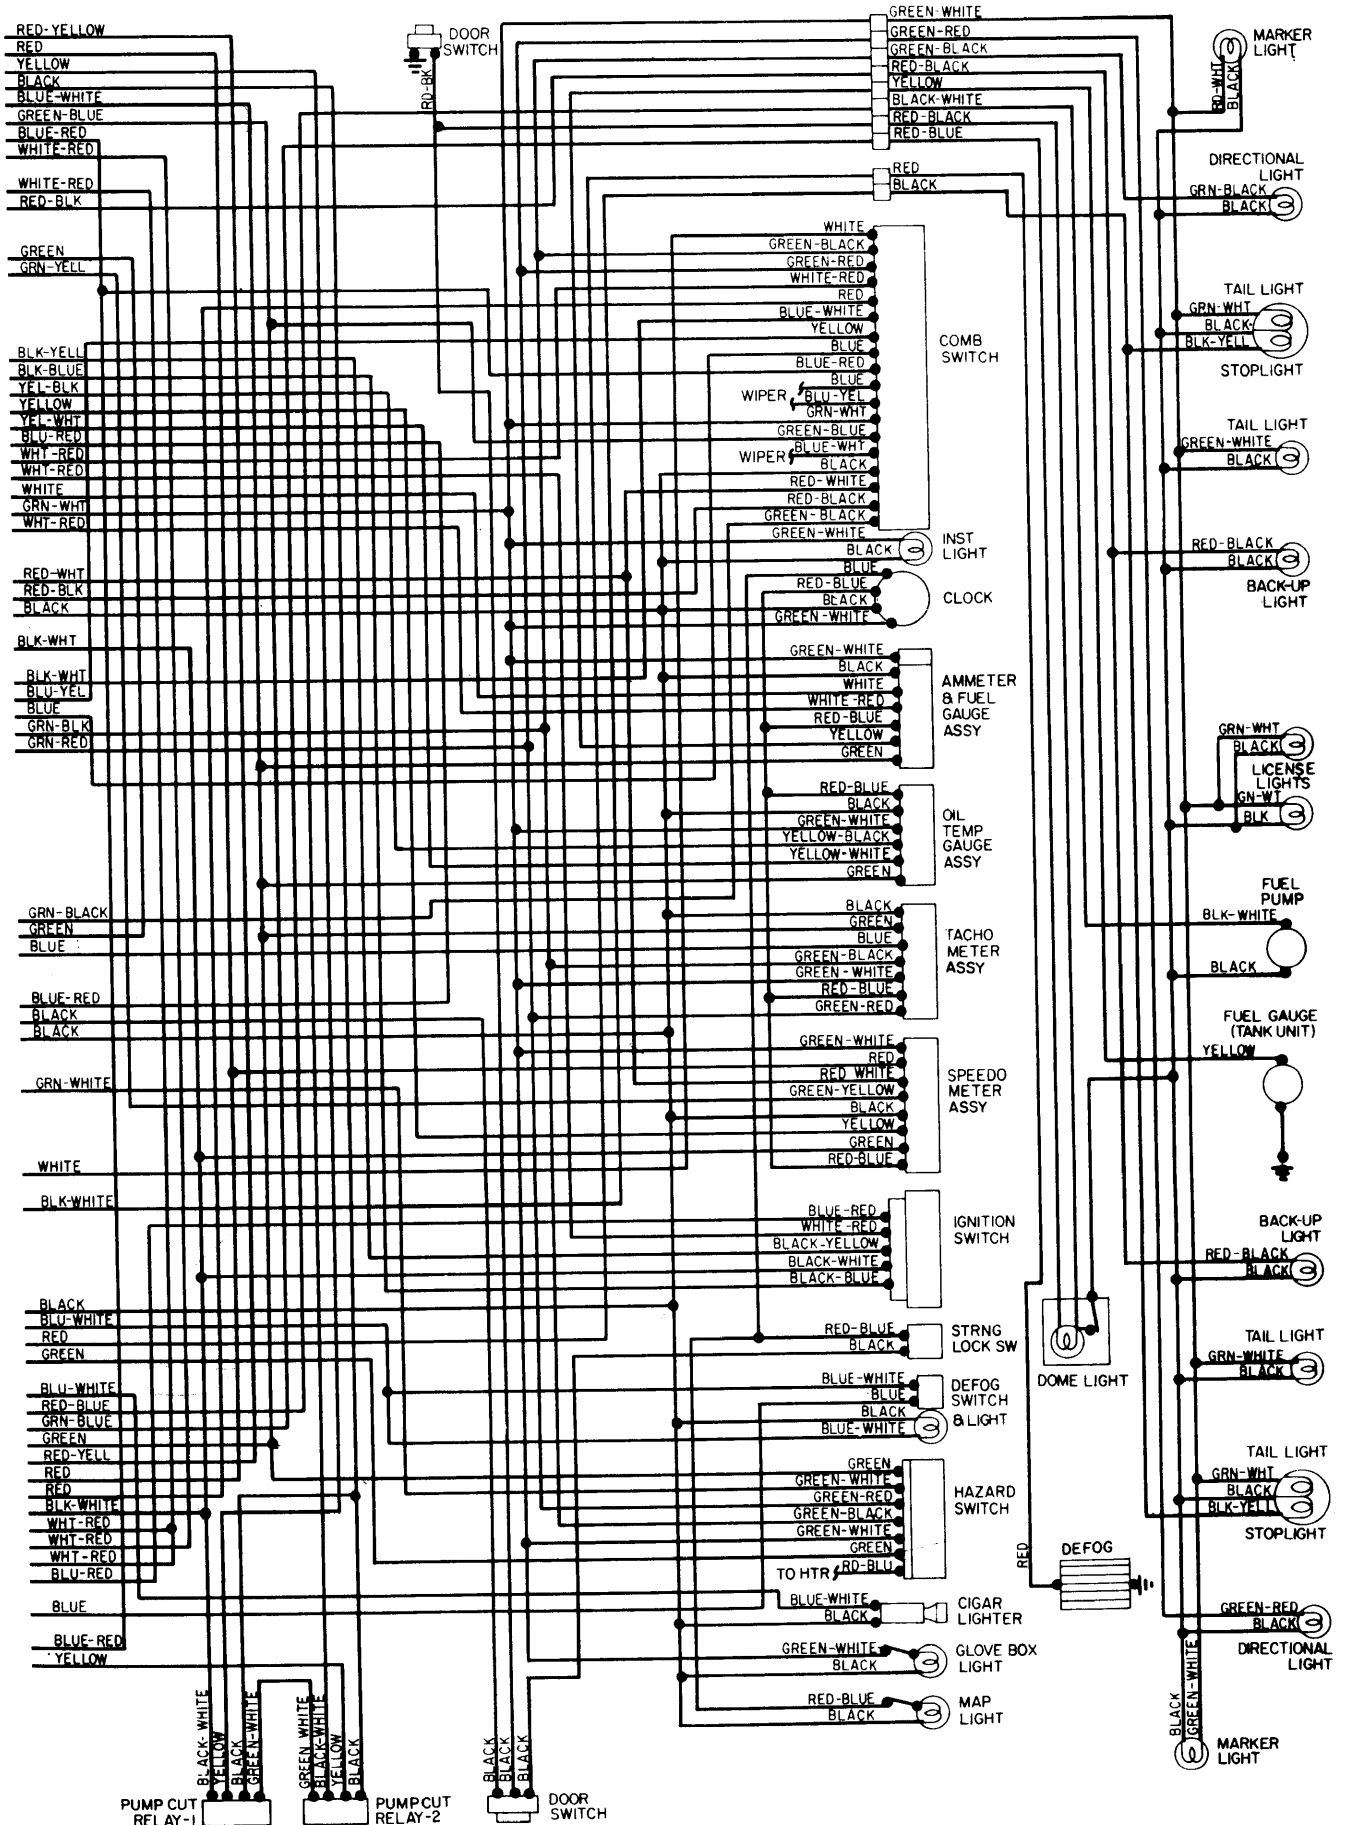 RED-YELLOW
RED
YELLOW
BLACK
BLUE-WHITE
GREEN-BLUE
BLUE-RED
WHITE-RED
WHITE-RED
RED-BLK
GREEN
GRN-YELL
BLK-YELL
BLK-BLUE
YEL-BLK
YELLOW
YEL-WHT
BLU-RED
WHT-RED
WHT-RED
WHITE
GRN-WHT
WHT-RED
RED-WHT
RED-BLK
BLACK
BLK-WHT
BLK-WHT
BLU-YEL
BLUE
GRN-BLK
GRN-RED
GRN-BLACK
GREEN
BLUE
BLUE-RED
BLACK
BLACK
GRN-WHITE
WHITE
BLK-WHITE
BLACK
BLU-WHITE
RED
GREEN
BLU-WHITE
RED-BLUE
GRN-BLUE
GREEN
RED-YELL
RED
RED
BLK-WHITE
WHT-RED
WHT-RED
WHT-RED
BLU-RED
BLUE
BLUE-RED
YELLOW
BLACK-WHITE
YELLOW
BLACK
GREEN-WHITE
PUMP CUT
RELAY-1
GREEN WHITE
BLACK-WHITE
YELLOW
BLACK
PUMP CUT
RELAY-2
BLACK
BLACK
BLACK
DOOR
SWITCH
DOOR
SWITCH
RD-BK
GREEN-WHITE
GREEN-RED
GREEN-BLACK
RED-BLACK
YELLOW
BLACK-WHITE
RED-BLACK
RED-BLUE
RED
BLACK
WHITE
GREEN-BLACK
GREEN-RED
WHITE-RED
RED
BLUE-WHITE
YELLOW
BLUE
BLUE-RED
BLUE
WIPER
BLU-YEL
GRN-WHT
GREEN-BLUE
WIPER
BLUE-WHT
BLACK
RED-WHITE
RED-BLACK
GREEN-BLACK
COMB
SWITCH
GREEN-WHITE
BLACK
INST
LIGHT
BLUE
RED-BLUE
BLACK
GREEN-WHITE
CLOCK
GREEN-WHITE
BLACK
WHITE
WHITE-RED
RED-BLUE
YELLOW
GREEN
AMMETER
& FUEL
GAUGE
ASSY
RED-BLUE
BLACK
GREEN-WHITE
YELLOW-BLACK
YELLOW-WHITE
GREEN
OIL
TEMP
GAUGE
ASSY
BLACK
GREEN
BLUE
GREEN-BLACK
GREEN-WHITE
RED-BLUE
GREEN-RED
TACHO
METER
ASSY
GREEN-WHITE
RED
RED WHITE
GREEN-YELLOW
BLACK
YELLOW
GREEN
RED-BLUE
SPEEDO
METER
ASSY
BLUE-RED
WHITE-RED
BLACK-YELLOW
BLACK-WHITE
BLACK-BLUE
IGNITION
SWITCH
RED-BLUE
BLACK
STRNG
LOCK SW
BLUE-WHITE
BLUE
BLACK
BLUE-WHITE
DEFOG
SWITCH
& LIGHT
GREEN
GREEN-WHITE
GREEN-RED
GREEN-BLACK
GREEN-WHITE
GREEN
TO HTR
RD-BLU
HAZARD
SWITCH
BLUE-WHITE
BLACK
CIGAR
LIGHTER
GREEN-WHITE
BLACK
GLOVE BOX
LIGHT
RED-BLUE
BLACK
MAP
LIGHT
RD-WHT
BLACK
MARKER
LIGHT
DIRECTIONAL
LIGHT
GRN-BLACK
BLACK
TAIL LIGHT
GRN-WHT
BLACK
BLK-YELL
STOPLIGHT
TAIL LIGHT
GREEN-WHITE
BLACK
RED-BLACK
BLACK
BACK-UP
LIGHT
GRN-WHT
BLACK
LICENSE
LIGHTS
GN-WT
BLK
FUEL
PUMP
BLK-WHITE
BLACK
FUEL GAUGE
(TANK UNIT)
YELLOW
BACK-UP
LIGHT
RED-BLACK
BLACK
DOME LIGHT
TAIL LIGHT
GRN-WHITE
BLACK
TAIL LIGHT
GRN-WHT
BLACK
BLK-YELL
STOPLIGHT
RED
DEFOG
GREEN-RED
BLACK
DIRECTIONAL
LIGHT
BLACK
GREEN-WHITE
MARKER
LIGHT